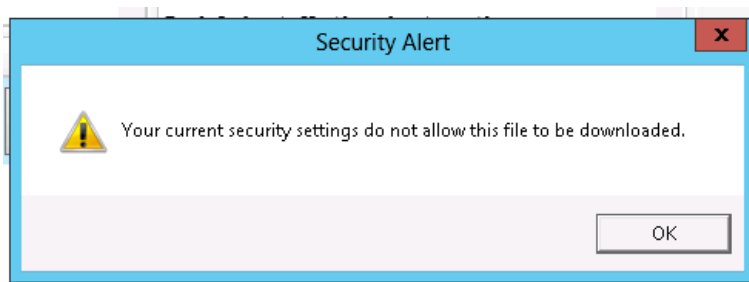 Security Alert
x
Your current security settings do not allow this file to be downloaded.
OK